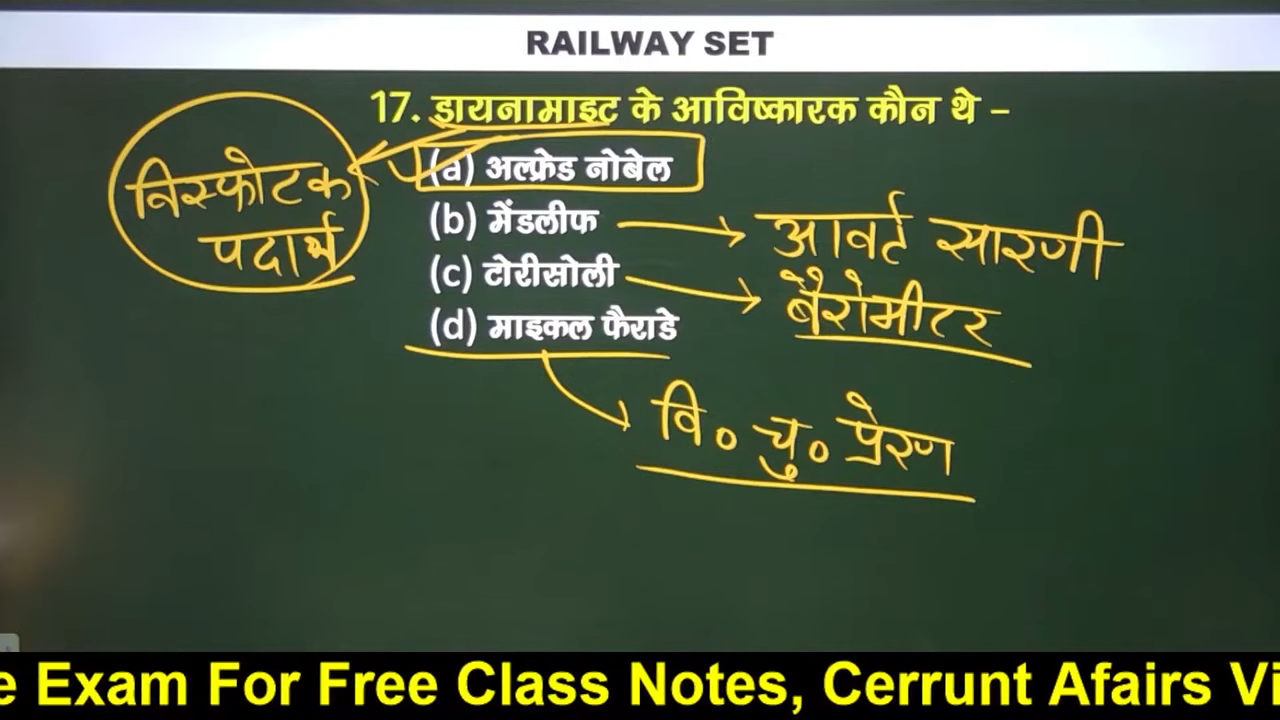 RAILWAY SET
17. डायनामाइट के आविष्कारक कौन थे –
(a) अल्फ्रेड नोबेल
(b) मेंडलीफ
(c) टोरीसोली
(d) माइकल फैराडे
विस्फोटक
पदार्थ
आवर्ट सारणी
बैरोमीटर
वि० चु० प्रेरण
e Exam For Free Class Notes, Cerrunt Afairs Vi